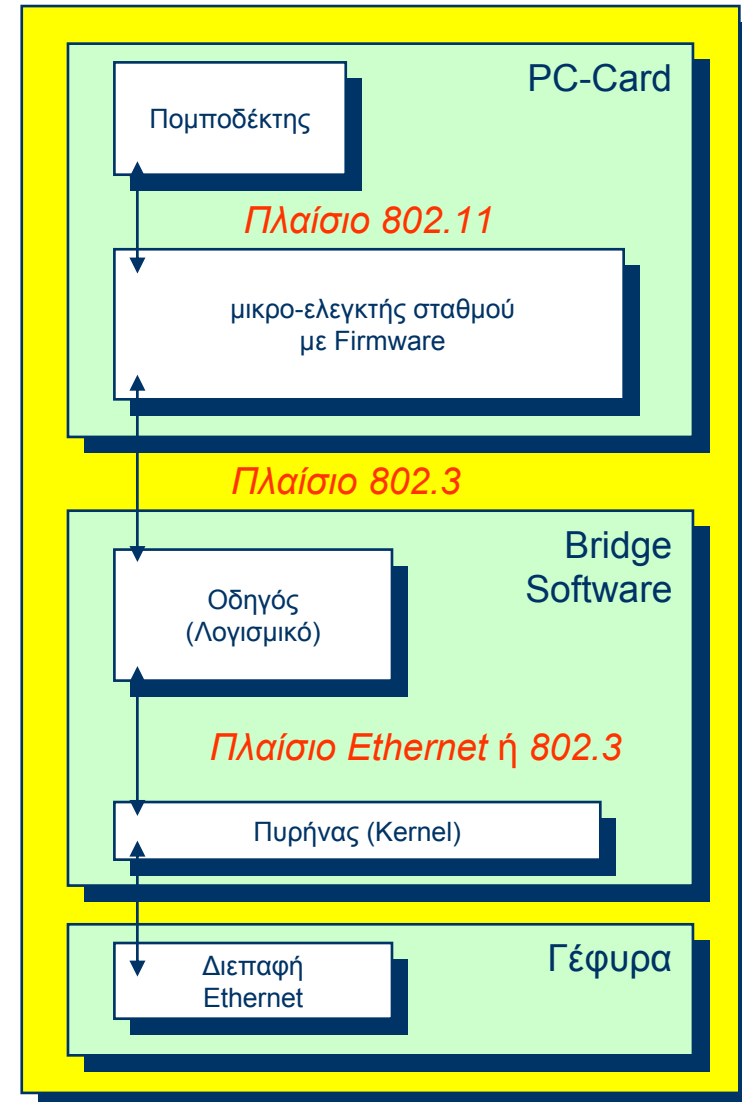 PC-Card
Πομποδέκτης
Πλαίσιο 802.11
μικρο-ελεγκτής σταθμού
με Firmware
Πλαίσιο 802.3
Bridge
Software
Οδηγός
(Λογισμικό)
Πλαίσιο Ethernet ή 802.3
Πυρήνας (Kernel)
Γέφυρα
Διεπαφή
Ethernet